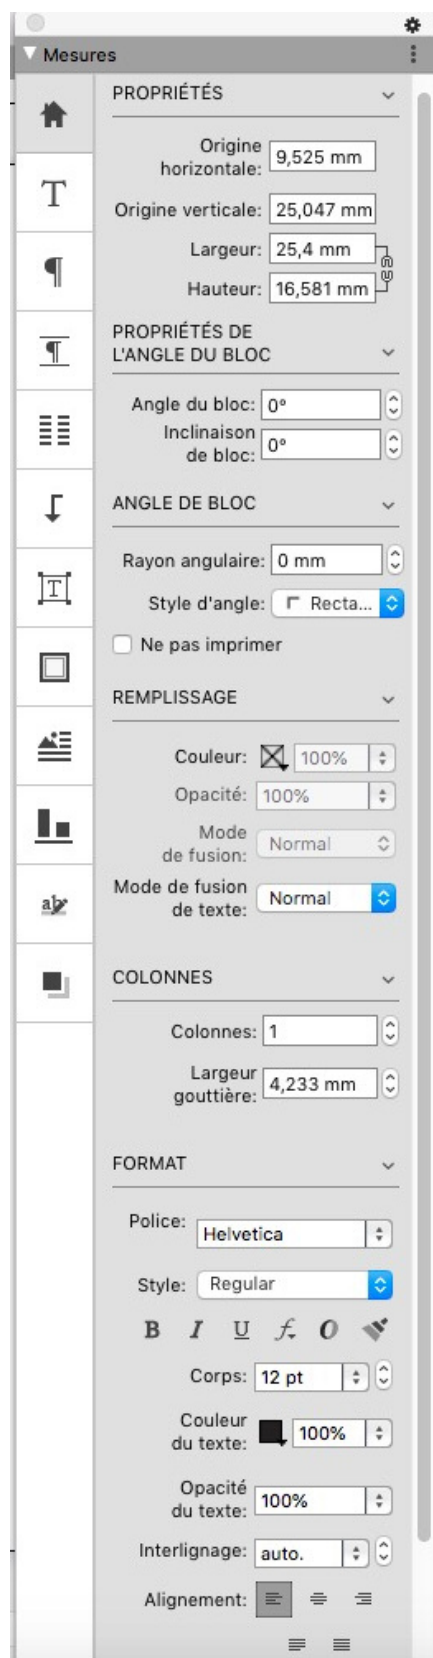 Mesures
PROPRIÉTÉS
Origine
horizontale: 9,525 mm
Origine verticale: 25,047 mm
Largeur: 25,4 mm
Hauteur: 16,581 mm
PROPRIÉTÉS DE
L'ANGLE DU BLOC
Angle du bloc: 0°
Inclinaison
de bloc: 0°
ANGLE DE BLOC
Rayon angulaire: 0 mm
Style d'angle: Recta...
Ne pas imprimer
REMPLISSAGE
Couleur: 100%
Opacité: 100%
Mode
de fusion: Normal
Mode de fusion
de texte: Normal
COLONNES
Colonnes: 1
Largeur
gouttière: 4,233 mm
FORMAT
Police: Helvetica
Style: Regular
B I U f O
Corps: 12 pt
Couleur
du texte: 100%
Opacité
du texte: 100%
Interlignage: auto.
Alignement: